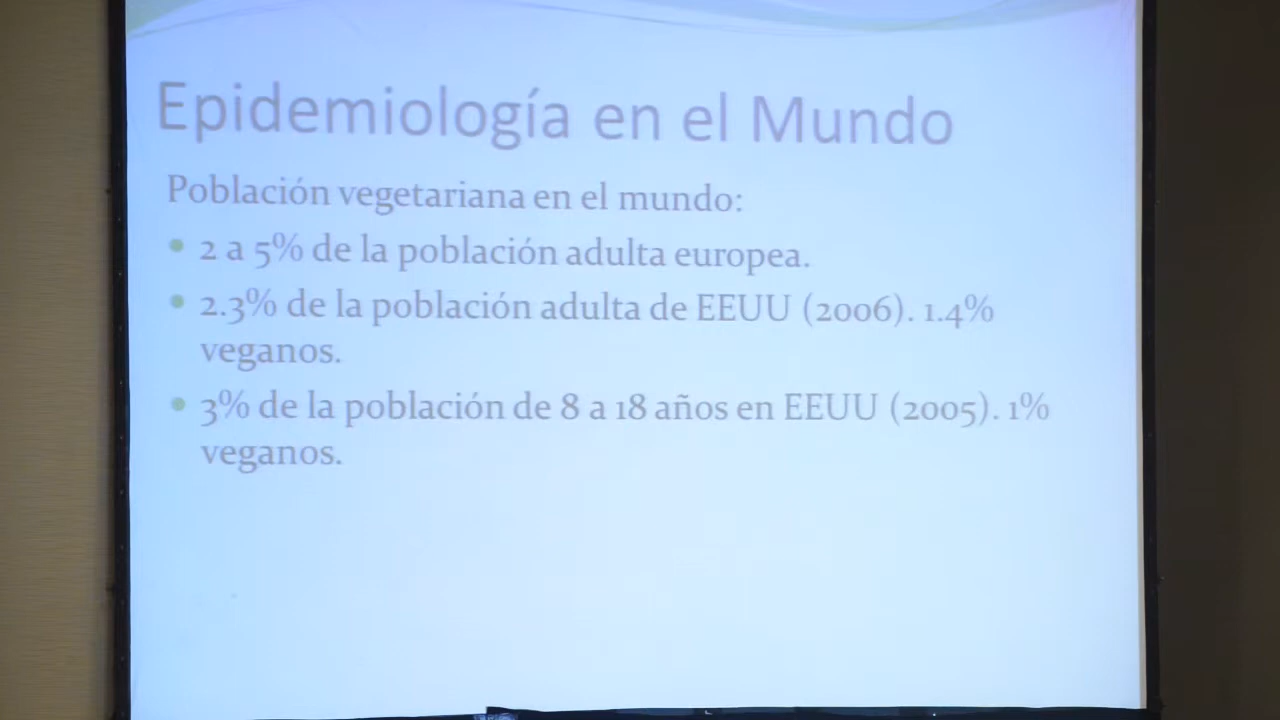 Epidemiología en el Mundo
Población vegetariana en el mundo:
• 2 a 5% de la población adulta europea.
• 2.3% de la población adulta de EEUU (2006). 1.4%
veganos.
• 3% de la población de 8 a 18 años en EEUU (2005). 1%
veganos.